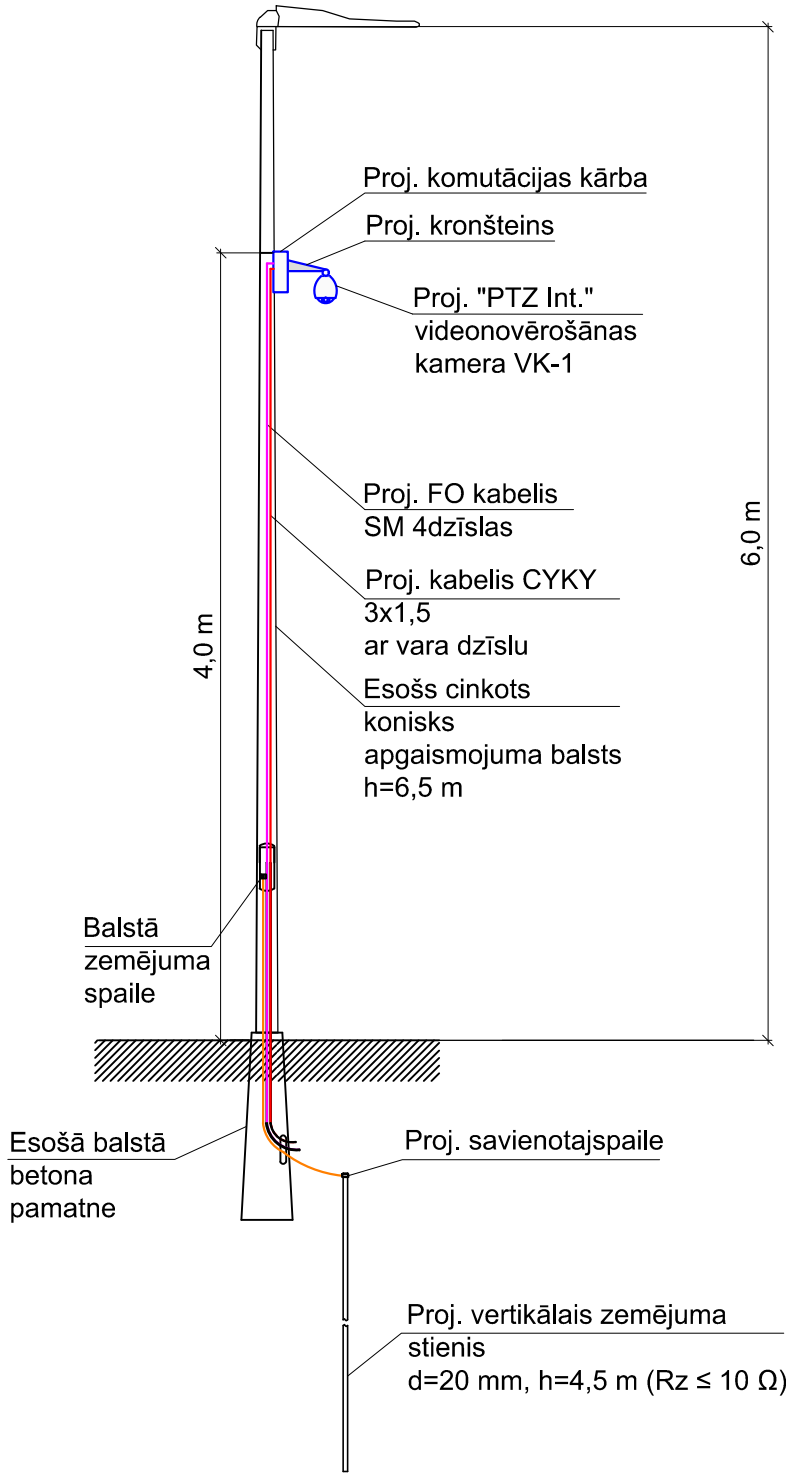 Proj. komutācijas kārba
Proj. kronšteins
Proj. "PTZ Int."
videonovērošānas
kamera VK-1
Proj. FO kabelis
SM 4dzīslas
6,0 m
Proj. kabelis CYKY
3x1,5
ar vara dzīslu
4,0 m
Esošs cinkots
konisks
apgaismojuma balsts
h=6,5 m
Balstā
zemējuma
spaile
Esošā balstā
betona
pamatne
Proj. savienotajspaile
Proj. vertikālais zemējuma
stienis
d=20 mm, h=4,5 m (Rz ≤ 10 Ω)